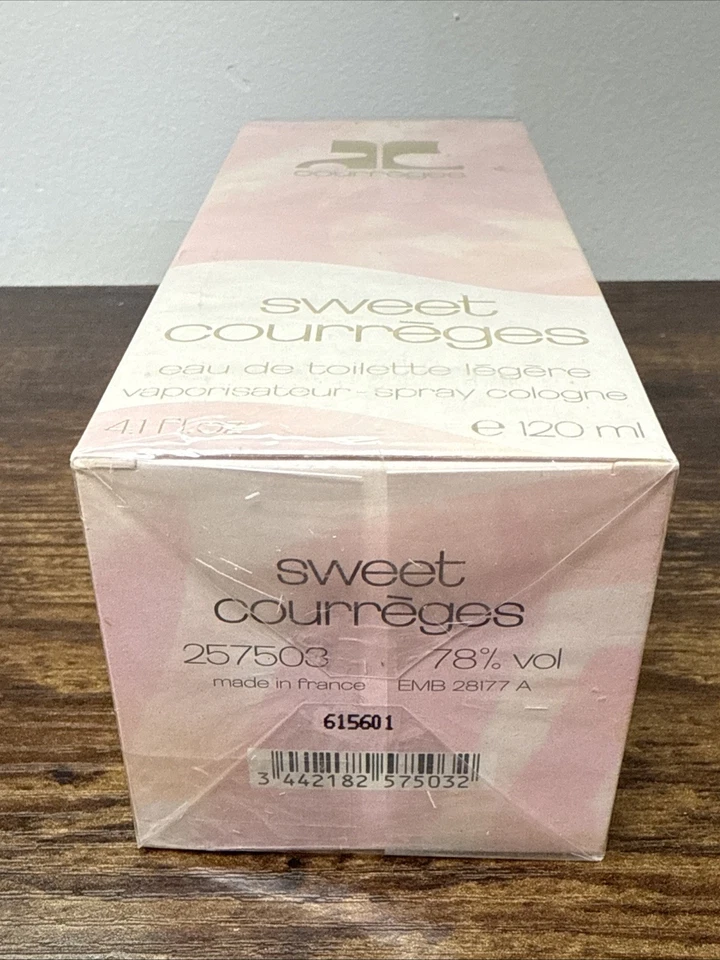 courrèges
sweet
courrèges
eau de toilette légère
vaporisateur - spray cologne
4.1 Fl.oz. e 120 ml
sweet
courrèges
257503 78% vol
made in france EMB 28177 A
615601
3 442182 575032